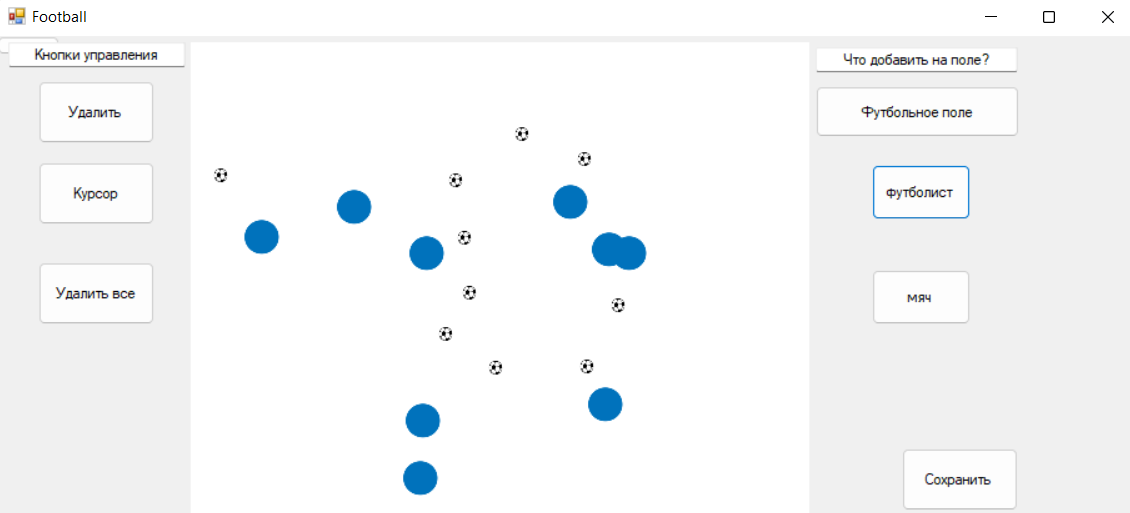 Football
Кнопки управления
Что добавить на поле?
Удалить
Футбольное поле
Курсор
футболист
Удалить все
мяч
Сохранить